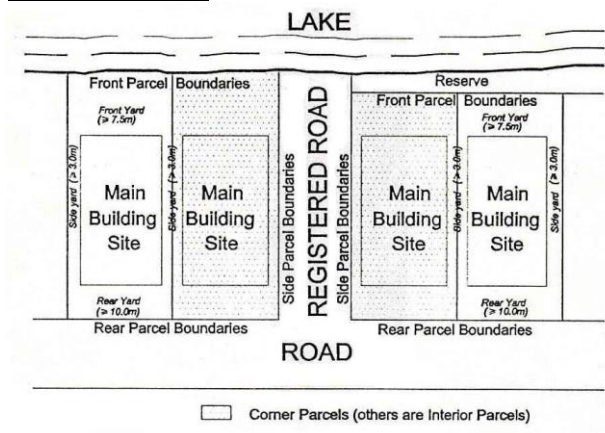 LAKE
Front Parcel Boundaries
Front Yard
(≥ 7.5m)
Side yard (≥ 3.0m)
Main
Building
Site
Side yard (≥ 3.0m)
Main
Building
Site
Rear Yard
(≥ 10.0m)
Rear Parcel Boundaries
Side Parcel Boundaries
REGISTERED ROAD
Side Parcel Boundaries
Reserve
Front Parcel Boundaries
Front Yard
(≥ 7.5m)
Main
Building
Site
Side yard (≥ 3.0m)
Main
Building
Site
Side yard (≥ 3.0m)
Rear Yard
(≥ 10.0m)
Rear Parcel Boundaries
ROAD
Corner Parcels (others are Interior Parcels)